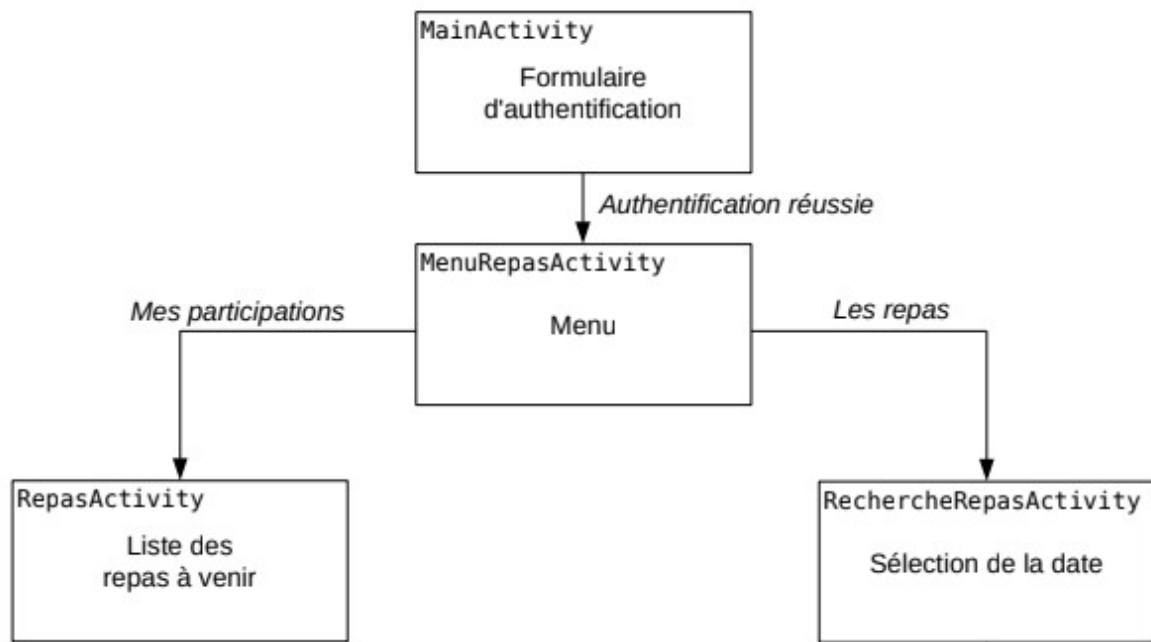 MainActivity
Formulaire
d'authentification
Authentification réussie
MenuRepasActivity
Menu
Mes participations
Les repas
RepasActivity
Liste des
repas à venir
RechercheRepasActivity
Sélection de la date